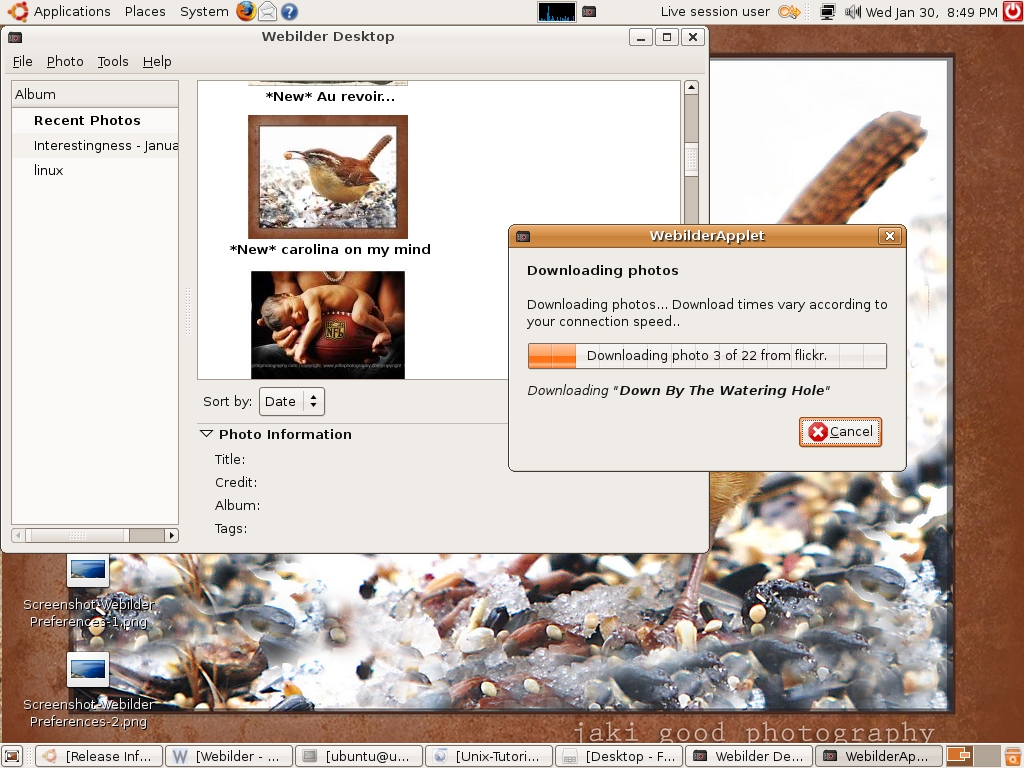 Applications Places System
Live session user
Wed Jan 30, 8:49 PM
Webilder Desktop
File Photo Tools Help
Album
Recent Photos
Interestingness - Janua
linux
*New* Au revoir...
*New* carolina on my mind
NFL
Sort by: Date
Photo Information
Title:
Credit:
Album:
Tags:
WebilderApplet
Downloading photos
Downloading photos... Download times vary according to
your connection speed..
Downloading photo 3 of 22 from flickr.
Downloading "Down By The Watering Hole"
Cancel
Screenshot-Webilder
Preferences-1.png
Screenshot-Webilder
Preferences-2.png
jaki good photography
[Release Inf...
[Webilder - ...
[ubuntu@u...
[Unix-Tutori...
[Desktop - F...
Webilder De...
WebilderAp...